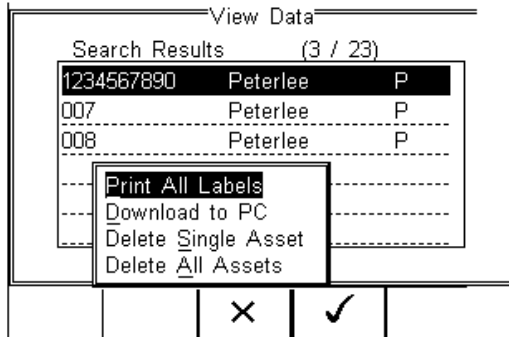 View Data
Search Results (3 / 23)
1234567890 Peterlee P
007 Peterlee P
008 Peterlee P
Print All Labels
Download to PC
Delete Single Asset
Delete All Assets